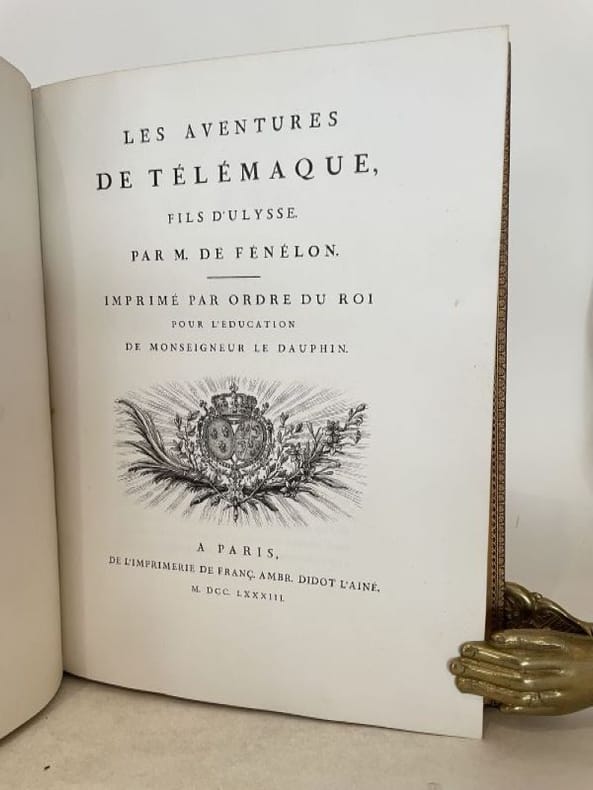 LES AVENTURES
DE TÉLÉMAQUE,
FILS D'ULYSSE.
PAR M. DE FÉNÉLON.
IMPRIMÉ PAR ORDRE DU ROI
POUR L'EDUCATION
DE MONSEIGNEUR LE DAUPHIN.
A PARIS,
DE L'IMPRIMERIE DE FRANÇ. AMBR. DIDOT L'AINÉ,
M. DCC. LXXXIII.